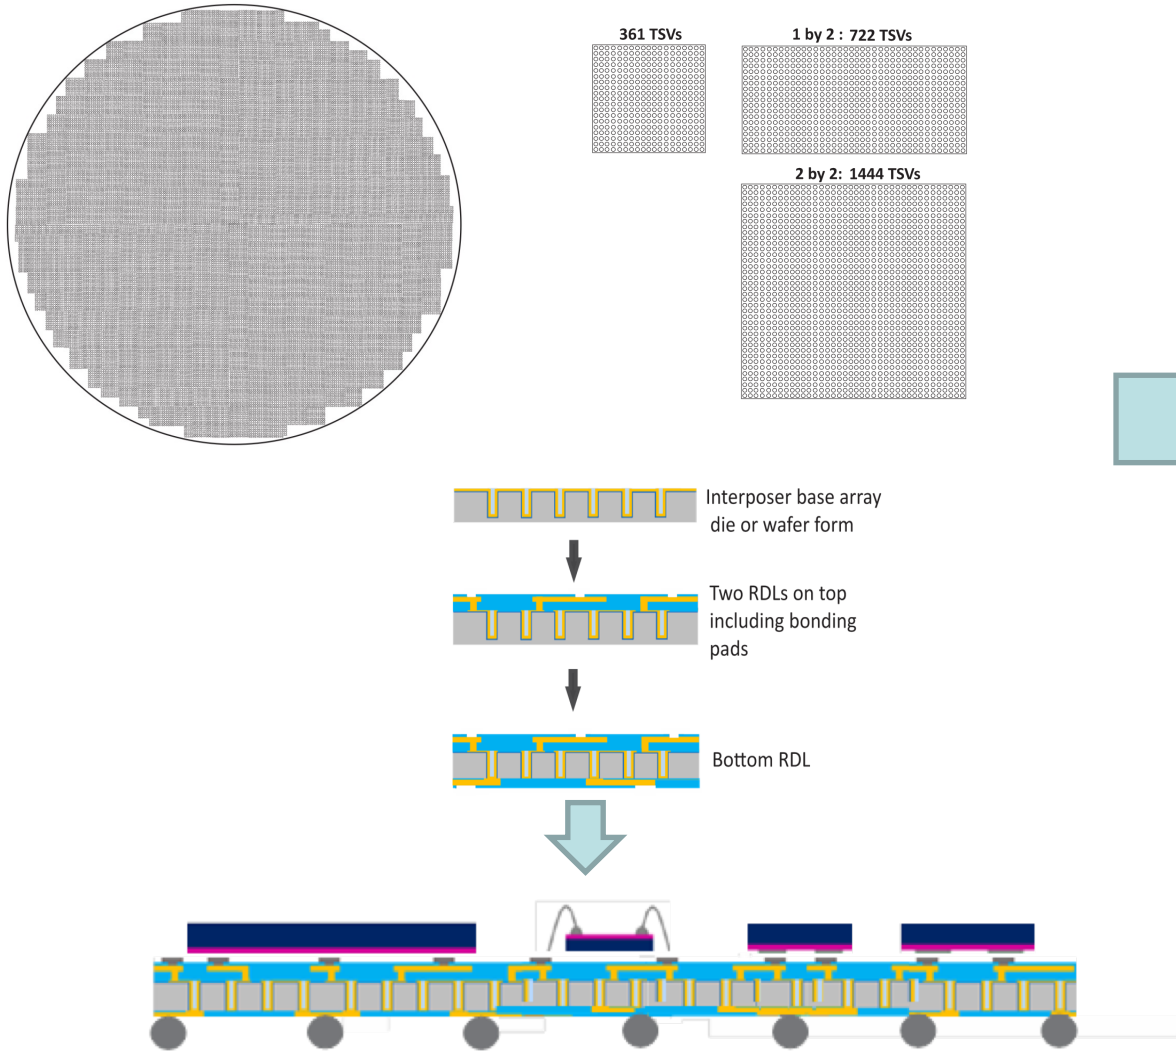 361 TSVs
1 by 2 : 722 TSVs
2 by 2: 1444 TSVs
Interposer base array
die or wafer form
Two RDLs on top
including bonding
pads
Bottom RDL